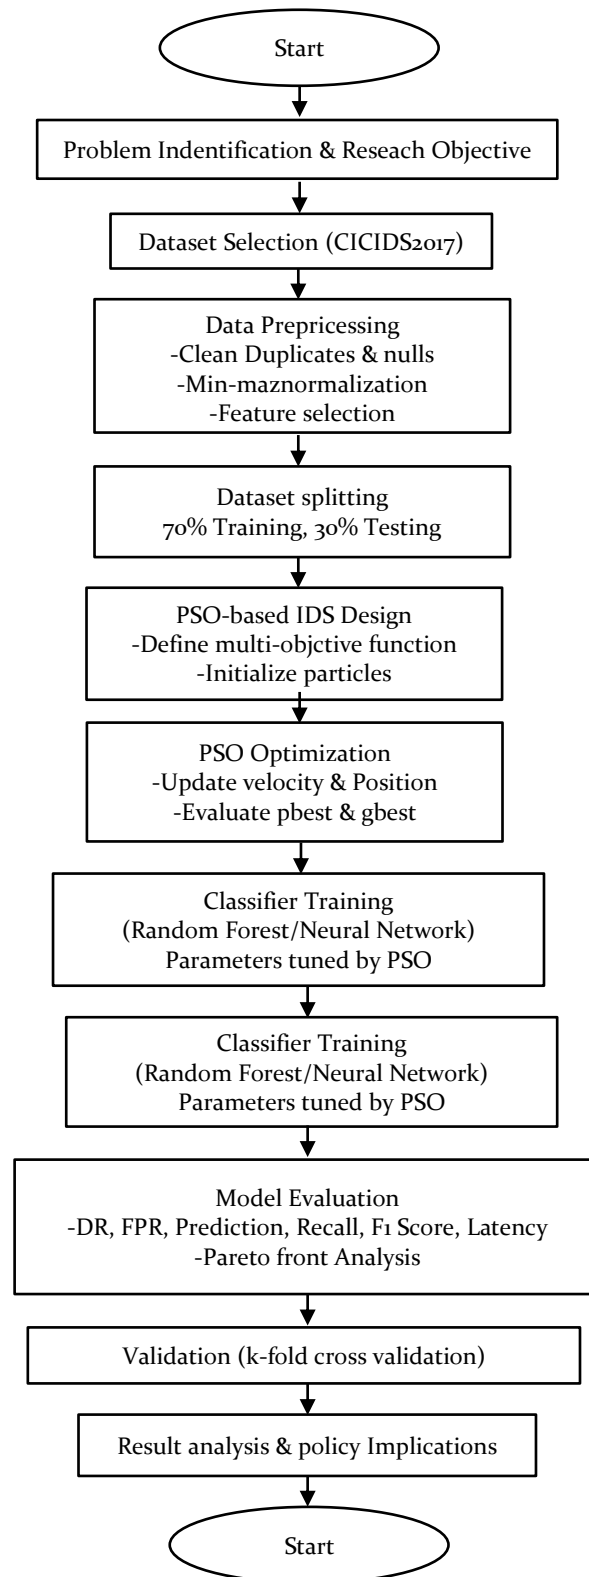 Start
Problem Indentification & Reseach Objective
Dataset Selection (CICIDS2017)
Data Prepricessing
-Clean Duplicates & nulls
-Min-maznormalization
-Feature selection
Dataset splitting
70% Training, 30% Testing
PSO-based IDS Design
-Define multi-objctive function
-Initialize particles
PSO Optimization
-Update velocity & Position
-Evaluate pbest & gbest
Classifier Training
(Random Forest/Neural Network)
Parameters tuned by PSO
Classifier Training
(Random Forest/Neural Network)
Parameters tuned by PSO
Model Evaluation
-DR, FPR, Prediction, Recall, F1 Score, Latency
-Pareto front Analysis
Validation (k-fold cross validation)
Result analysis & policy Implications
Start